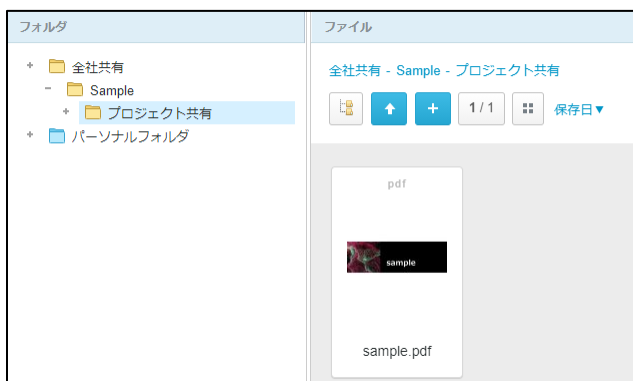 フォルダ
全社共有
Sample
プロジェクト共有
パーソナルフォルダ
ファイル
全社共有 - Sample - プロジェクト共有
1 / 1
保存日▼
pdf
sample
sample.pdf